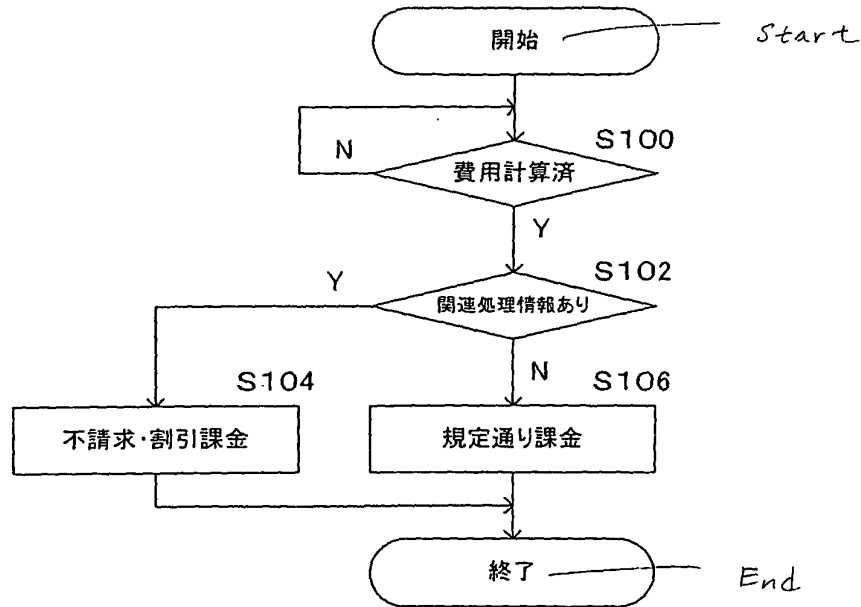 開始
Start
S100
N
費用計算済
Y
S102
Y
関連処理情報あり
N
S104
S106
不請求・割引課金
規定通り課金
終了
End